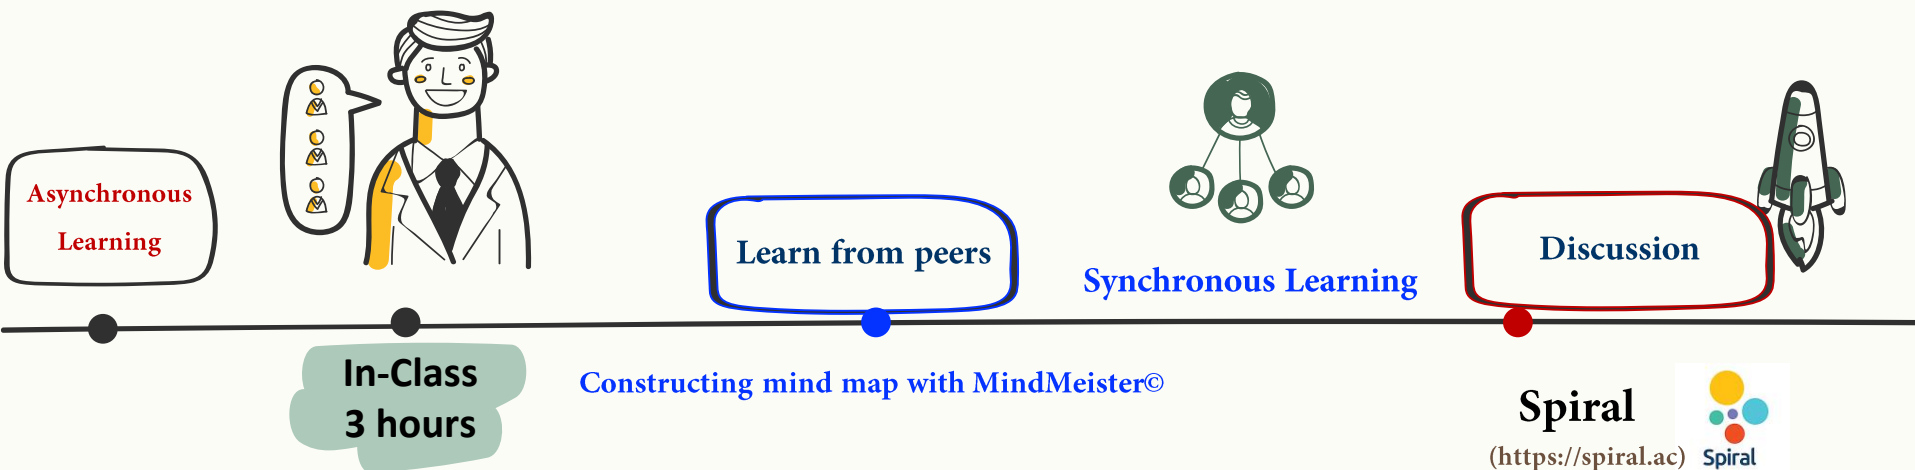 Asynchronous
Learning
In-Class
3 hours
Learn from peers
Constructing mind map with MindMeister©
Synchronous Learning
Discussion
Spiral
(https://spiral.ac)
Spiral